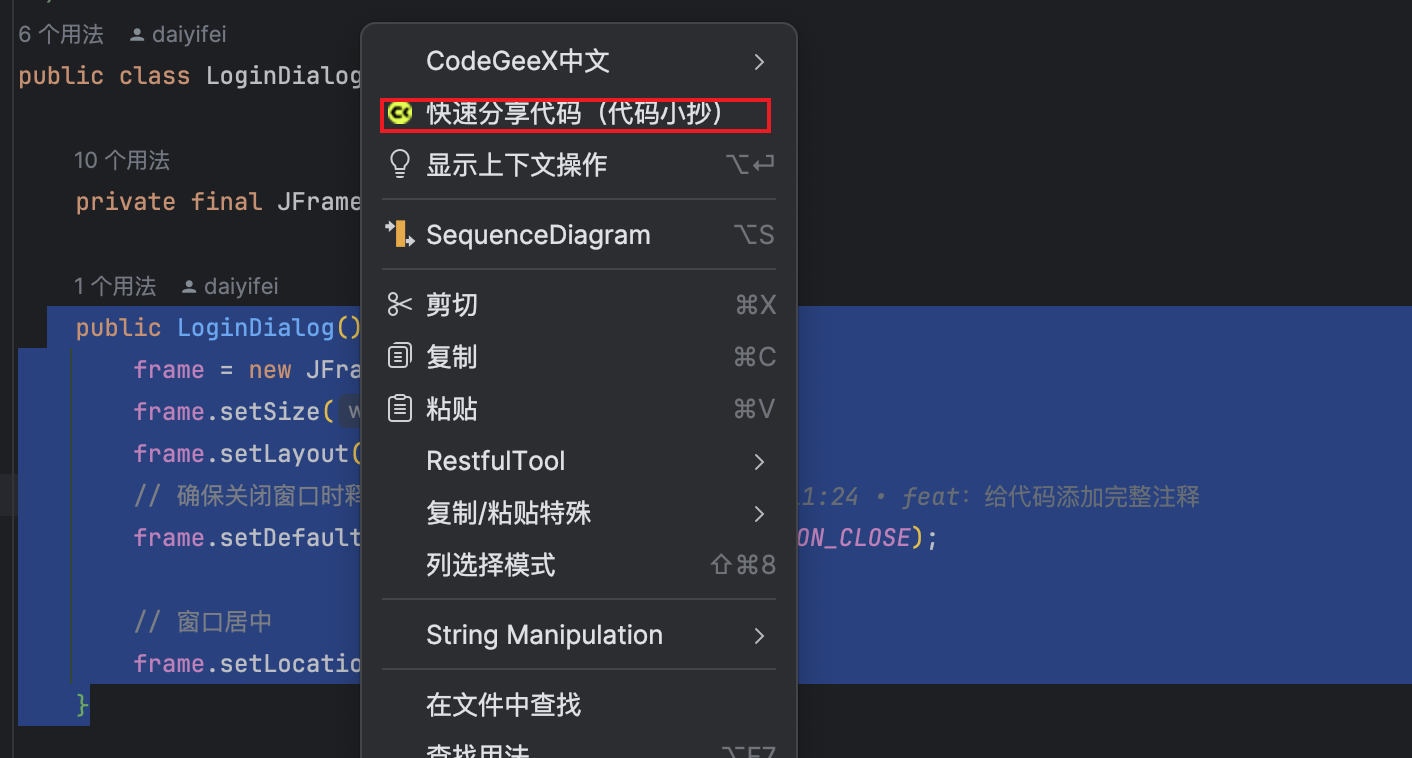 6 个用法 daiyifei
public class LoginDialog
10 个用法
private final JFrame
1 个用法 daiyifei
public LoginDialog()
frame = new JFra
frame.setSize( w
frame.setLayout(
// 确保关闭窗口时释 1:24 • feat: 给代码添加完整注释
frame.setDefault ON_CLOSE);
// 窗口居中
frame.setLocatio
}
CodeGeeX中文
快速分享代码（代码小抄）
显示上下文操作 ⌥⏎
SequenceDiagram ⌥S
剪切 ⌘X
复制 ⌘C
粘贴 ⌘V
RestfulTool
复制/粘贴特殊
列选择模式 ⇧⌘8
String Manipulation
在文件中查找
查找用法 ⌥F7